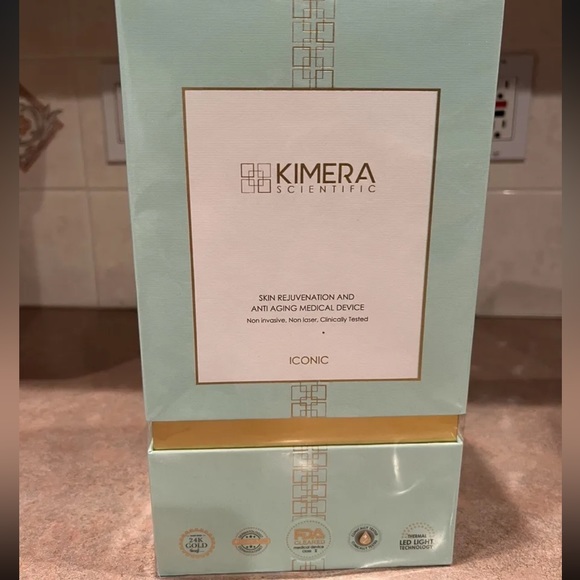 KIMERA
SCIENTIFIC
SKIN REJUVENATION AND
ANTI AGING MEDICAL DEVICE
Non invasive, Non laser, Clinically Tested
ICONIC
24K
GOLD
FDA
CLEARED
THERMAL
LED LIGHT
TECHNOLOGY